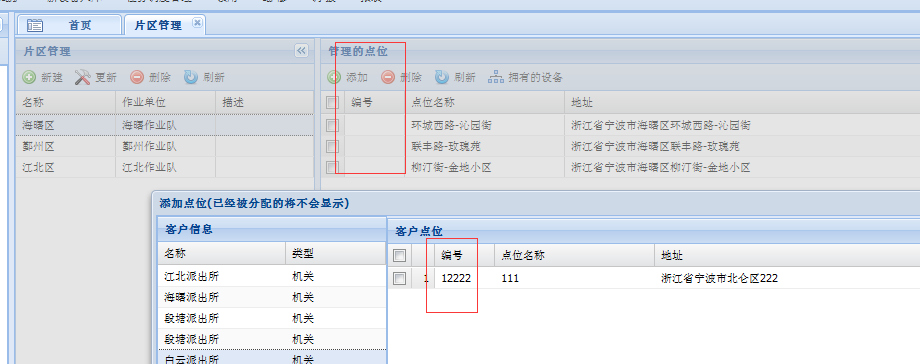 首页 片区管理
片区管理 管理的点位
新建 更新 删除 刷新 添加 删除 刷新 拥有的设备
名称 作业单位 描述 编号 点位名称 地址
海曙区 海曙作业队 环城西路-沁园街 浙江省宁波市海曙区环城西路-沁园街
鄞州区 鄞州作业队 联丰路-玫瑰苑 浙江省宁波市海曙区联丰路-玫瑰苑
江北区 江北作业队 柳汀街-金地小区 浙江省宁波市海曙区柳汀街-金地小区
添加点位(已经被分配的将不会显示)
客户信息 客户点位
名称 类型 编号 点位名称 地址
江北派出所 机关 1 12222 111 浙江省宁波市北仑区222
海曙派出所 机关
段塘派出所 机关
段塘派出所 机关
白云派出所 机关